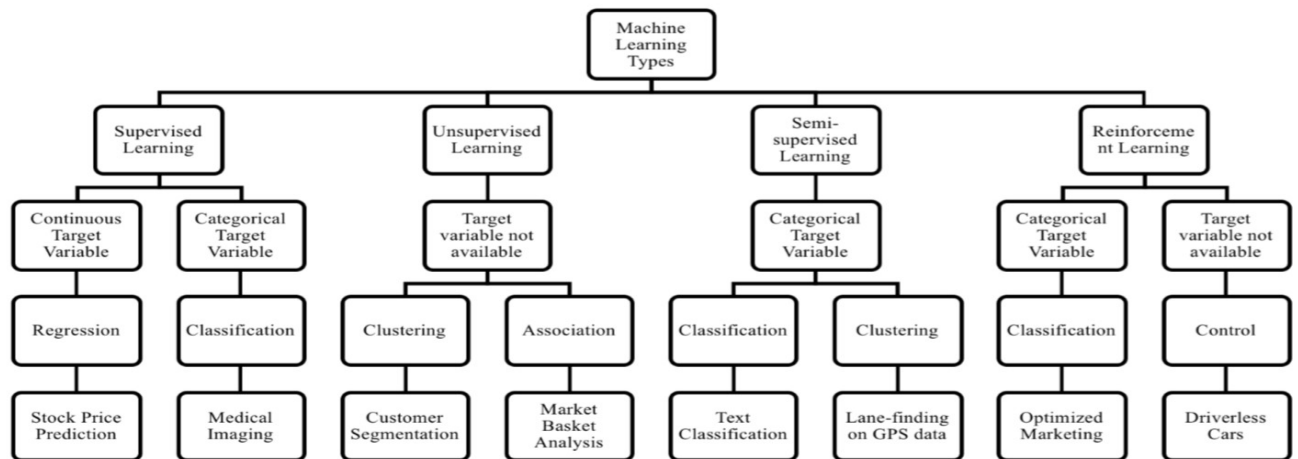 Machine
Learning
Types
Supervised
Learning
Unsupervised
Learning
Semi-
supervised
Learning
Reinforceme
nt Learning
Continuous
Target
Variable
Categorical
Target
Variable
Target
variable not
available
Categorical
Target
Variable
Categorical
Target
Variable
Target
variable not
available
Regression
Classification
Clustering
Association
Classification
Clustering
Classification
Control
Stock Price
Prediction
Medical
Imaging
Customer
Segmentation
Market
Basket
Analysis
Text
Classification
Lane-finding
on GPS data
Optimized
Marketing
Driverless
Cars